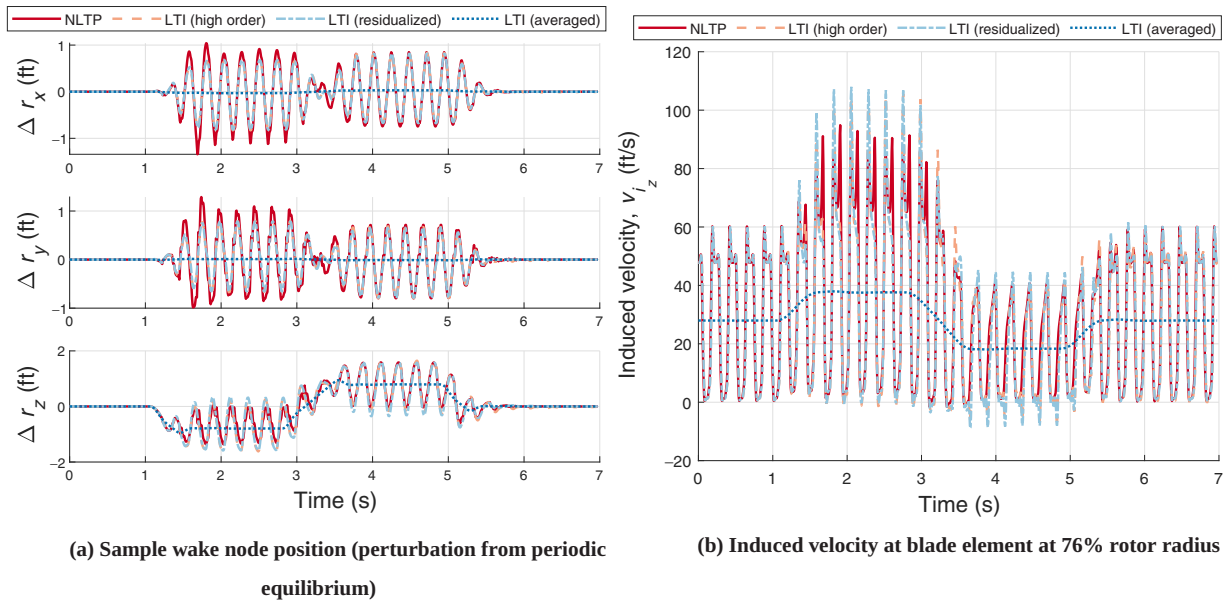 NLTP LTI (high order) LTI (residualized) LTI (averaged)
1
0
−1
Δ r_x (ft)
0 1 2 3 4 5 6 7
1
0
−1
Δ r_y (ft)
0 1 2 3 4 5 6 7
2
0
−2
Δ r_z (ft)
0 1 2 3 4 5 6 7
Time (s)
(a) Sample wake node position (perturbation from periodic
equilibrium)
NLTP LTI (high order) LTI (residualized) LTI (averaged)
120
100
80
60
40
20
0
−20
Induced velocity, v_{i_z} (ft/s)
0 1 2 3 4 5 6 7
Time (s)
(b) Induced velocity at blade element at 76% rotor radius